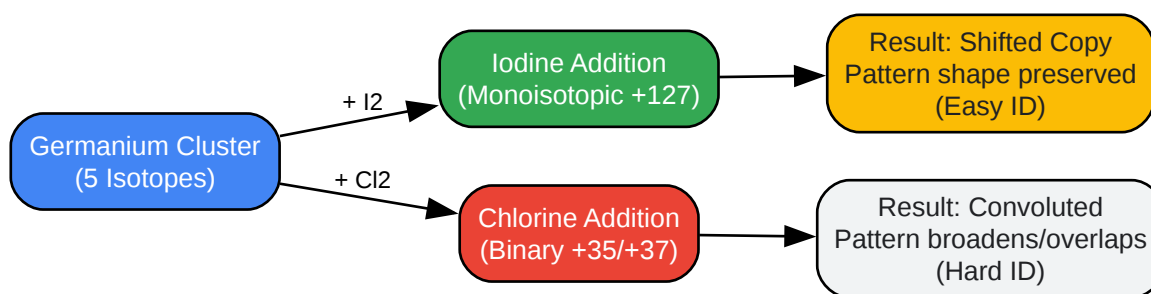 Germanium Cluster
(5 Isotopes)
+ I2
+ Cl2
Iodine Addition
(Monoisotopic +127)
Chlorine Addition
(Binary +35/+37)
Result: Shifted Copy
Pattern shape preserved
(Easy ID)
Result: Convoluted
Pattern broadens/overlaps
(Hard ID)